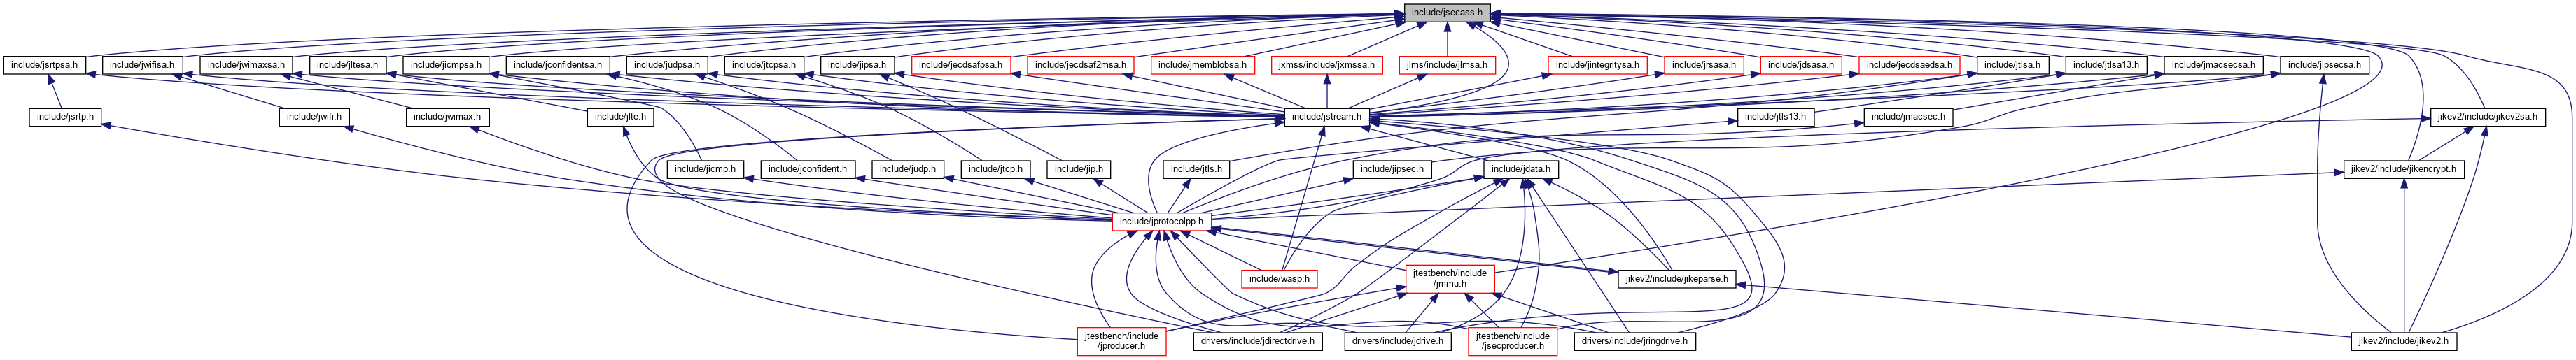 include/jsecass.h
include/jsrtpsa.h
include/jwifisa.h
include/jwimaxsa.h
include/jltesa.h
include/jicmpsa.h
include/jconfidentsa.h
include/judpsa.h
include/jtcpsa.h
include/jipsa.h
include/jecdsafpsa.h
include/jecdsaf2msa.h
include/jmemblobsa.h
jxmss/include/jxmssa.h
jlms/include/jlmsa.h
include/jintegritysa.h
include/jrsasa.h
include/jdsasa.h
include/jecdsaedsa.h
include/jtlsa.h
include/jtlsa13.h
include/jmacsecsa.h
include/jipsecsa.h
include/jsrtp.h
include/jwifi.h
include/jwimax.h
include/jlte.h
include/jstream.h
include/jtls13.h
include/jmacsec.h
jikev2/include/jikev2sa.h
include/jicmp.h
include/jconfident.h
include/judp.h
include/jtcp.h
include/jip.h
include/jtls.h
include/jipsec.h
include/jdata.h
jikev2/include/jikencrypt.h
include/jprotocolpp.h
include/wasp.h
jtestbench/include
/jmmu.h
jikev2/include/jikeparse.h
jtestbench/include
/jproducer.h
drivers/include/jdirectdrive.h
drivers/include/jdrive.h
jtestbench/include
/jsecproducer.h
drivers/include/jringdrive.h
jikev2/include/jikev2.h